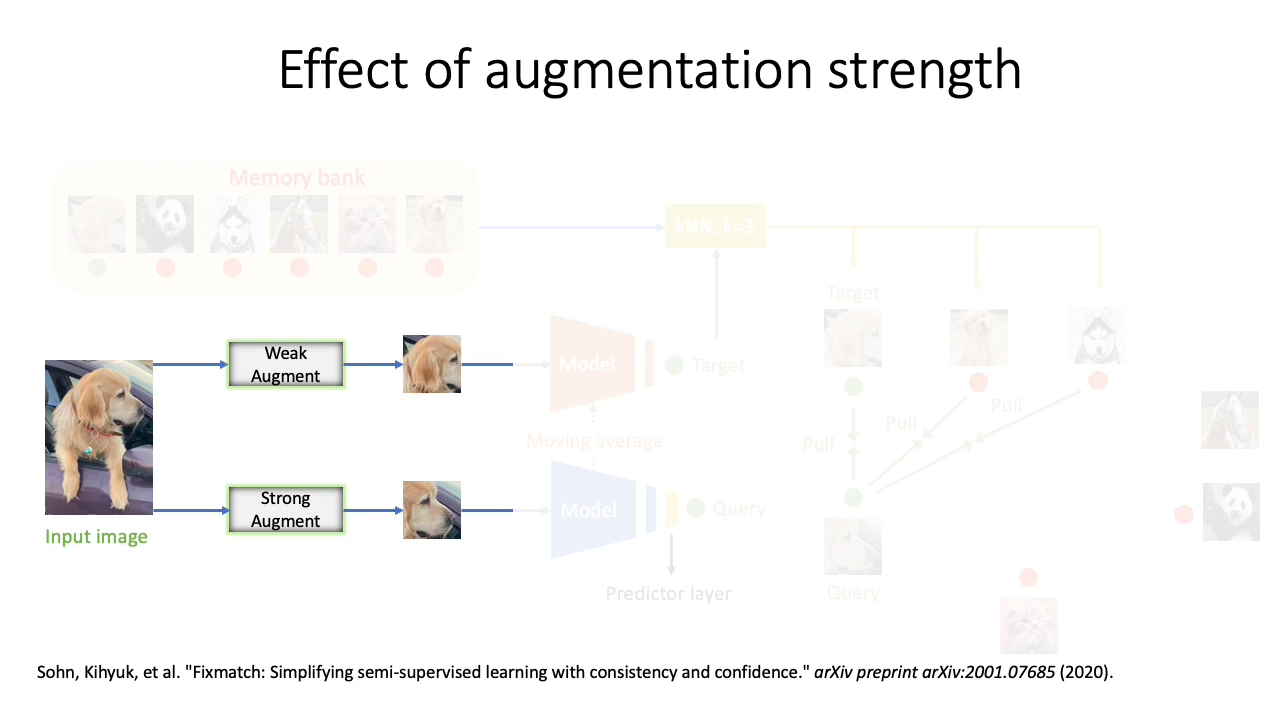 Effect of augmentation strength
Memory bank
kNN, k=3
Target
Weak
Augment
Model
Target
Pull
Pull
Moving average
Pull
Strong
Augment
Model
Query
Input image
Predictor layer
Query
Sohn, Kihyuk, et al. "Fixmatch: Simplifying semi-supervised learning with consistency and confidence." arXiv preprint arXiv:2001.07685 (2020).